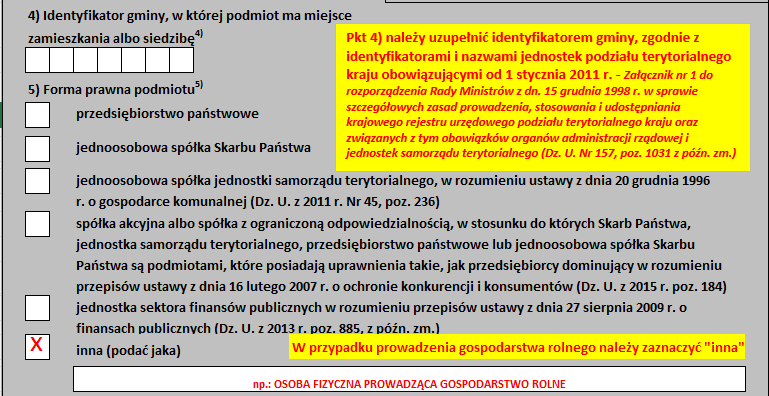 4) Identyfikator gminy, w której podmiot ma miejsce
zamieszkania albo siedzibę4)
Pkt 4) należy uzupełnić identyfikatorem gminy, zgodnie z
identyfikatorami i nazwami jednostek podziału terytorialnego
kraju obowiązującymi od 1 stycznia 2011 r. - Załącznik nr 1 do
rozporządzenia Rady Ministrów z dn. 15 grudnia 1998 r. w sprawie
szczegółowych zasad prowadzenia, stosowania i udostępniania
krajowego rejestru urzędowego podziału terytorialnego kraju oraz
związanych z tym obowiązków organów administracji rządowej i
jednostek samorządu terytorialnego (Dz. U. Nr 157, poz. 1031 z późn. zm.)
5) Forma prawna podmiotu5)
przedsiębiorstwo państwowe
jednoosobowa spółka Skarbu Państwa
jednoosobowa spółka jednostki samorządu terytorialnego, w rozumieniu ustawy z dnia 20 grudnia 1996
r. o gospodarce komunalnej (Dz. U. z 2011 r. Nr 45, poz. 236)
spółka akcyjna albo spółka z ograniczoną odpowiedzialnością, w stosunku do których Skarb Państwa,
jednostka samorządu terytorialnego, przedsiębiorstwo państwowe lub jednoosobowa spółka Skarbu
Państwa są podmiotami, które posiadają uprawnienia takie, jak przedsiębiorcy dominujący w rozumieniu
przepisów ustawy z dnia 16 lutego 2007 r. o ochronie konkurencji i konsumentów (Dz. U. z 2015 r. poz. 184)
jednostka sektora finansów publicznych w rozumieniu przepisów ustawy z dnia 27 sierpnia 2009 r. o
finansach publicznych (Dz. U. z 2013 r. poz. 885, z późn. zm.)
X inna (podać jaka) W przypadku prowadzenia gospodarstwa rolnego należy zaznaczyć "inna"
np.: OSOBA FIZYCZNA PROWADZĄCA GOSPODARSTWO ROLNE